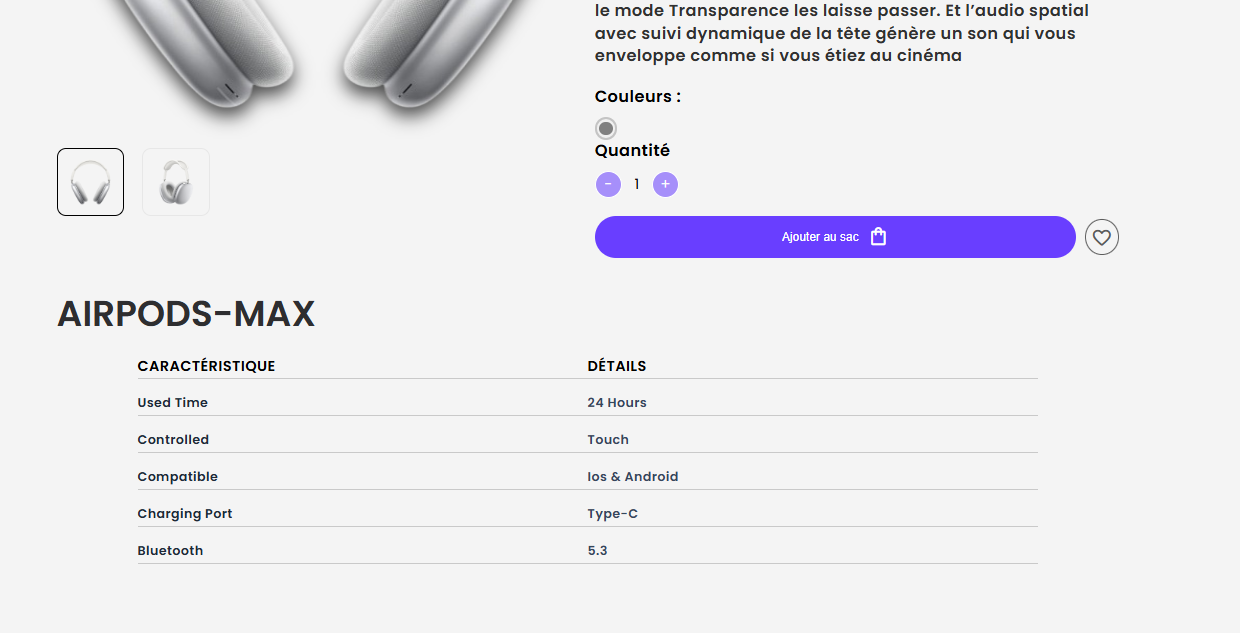 le mode Transparence les laisse passer. Et l’audio spatial
avec suivi dynamique de la tête génère un son qui vous
enveloppe comme si vous étiez au cinéma
Couleurs :
Quantité
- 1 +
Ajouter au sac
AIRPODS-MAX
CARACTÉRISTIQUE DÉTAILS
Used Time 24 Hours
Controlled Touch
Compatible Ios & Android
Charging Port Type-C
Bluetooth 5.3